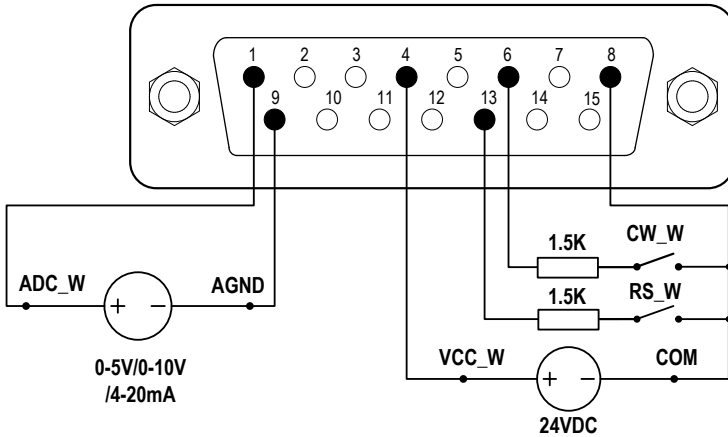 1 2 3 4 5 6 7 8
9 10 11 12 13 14 15
1.5K CW_W
ADC_W + − AGND
1.5K RS_W
0-5V/0-10V
/4-20mA
VCC_W + − COM
24VDC